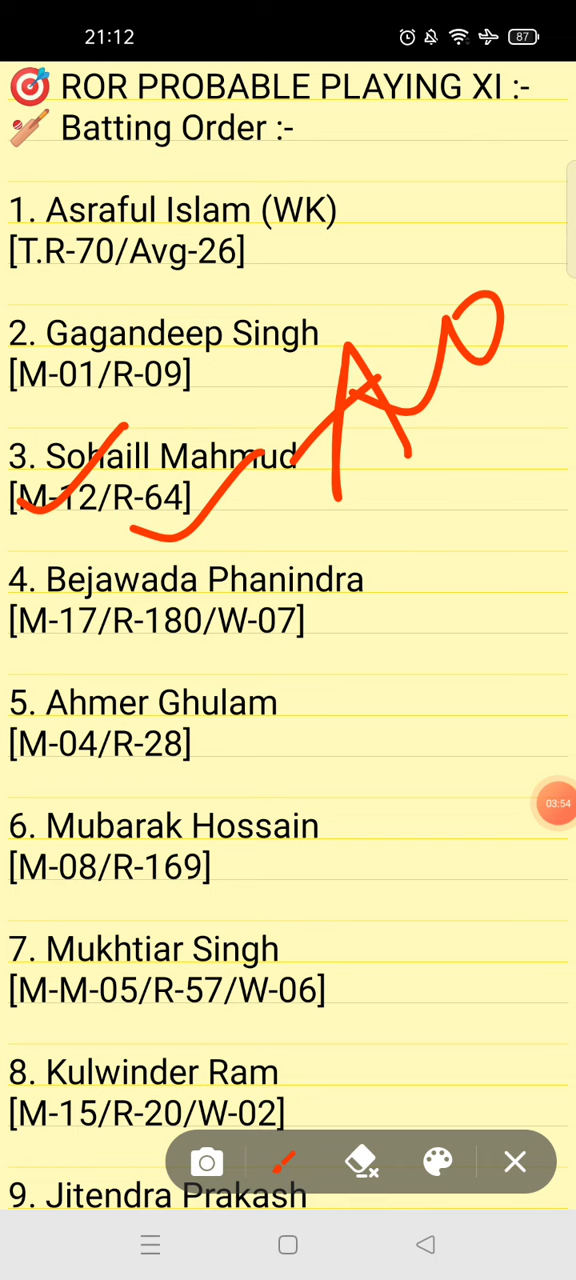 21:12
87
🎯 ROR PROBABLE PLAYING XI :-
🏏 Batting Order :-
1. Asraful Islam (WK)
[T.R-70/Avg-26]
2. Gagandeep Singh
[M-01/R-09]
3. Sohaill Mahmud
[M-12/R-64]
4. Bejawada Phanindra
[M-17/R-180/W-07]
5. Ahmer Ghulam
[M-04/R-28]
6. Mubarak Hossain
[M-08/R-169]
7. Mukhtiar Singh
[M-M-05/R-57/W-06]
8. Kulwinder Ram
[M-15/R-20/W-02]
9. Jitendra Prakash
03:54